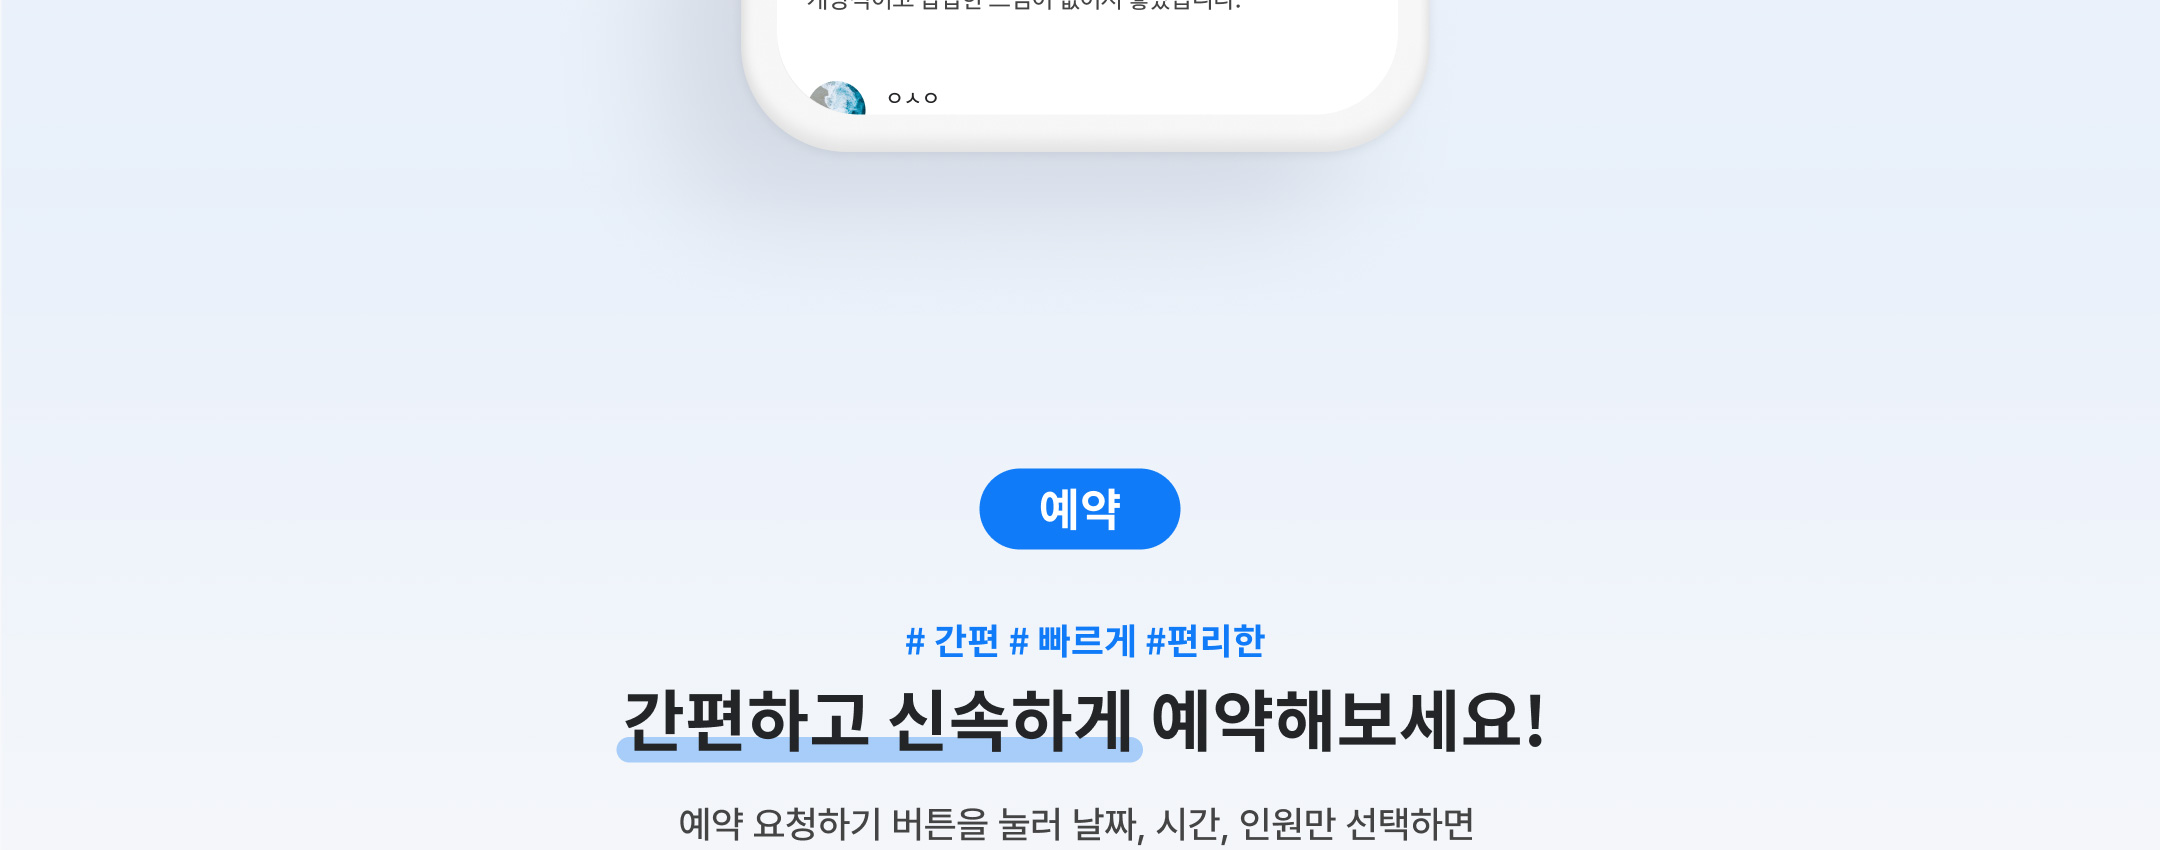 ㅇㅅㅇ
예약
# 간편 # 빠르게 #편리한
간편하고 신속하게 예약해보세요!
예약 요청하기 버튼을 눌러 날짜, 시간, 인원만 선택하면